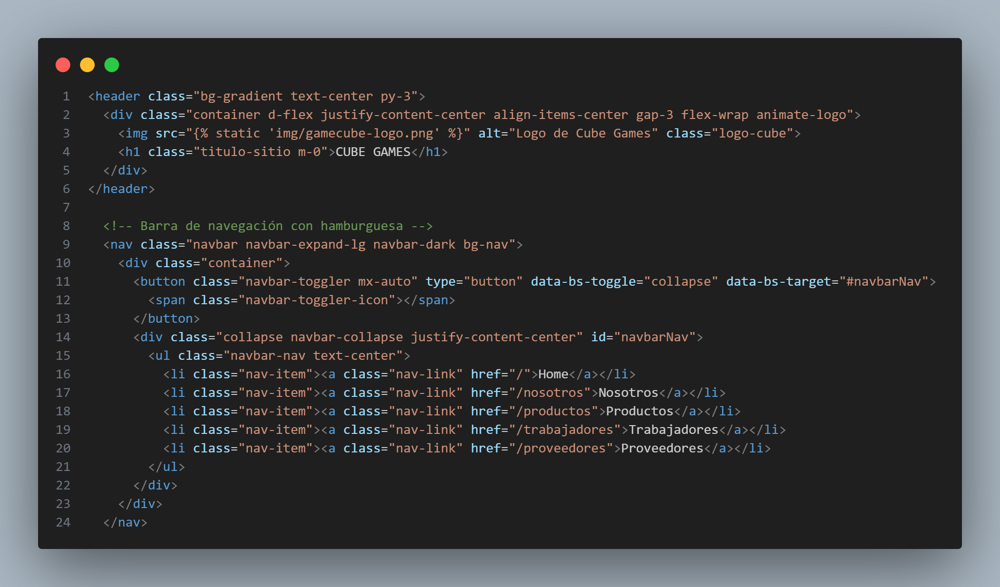 1 <header class="bg-gradient text-center py-3">
2   <div class="container d-flex justify-content-center align-items-center gap-3 flex-wrap animate-logo">
3     <img src="{% static 'img/gamecube-logo.png' %}" alt="Logo de Cube Games" class="logo-cube">
4     <h1 class="titulo-sitio m-0">CUBE GAMES</h1>
5   </div>
6 </header>
7
8   <!-- Barra de navegación con hamburguesa -->
9   <nav class="navbar navbar-expand-lg navbar-dark bg-nav">
10     <div class="container">
11       <button class="navbar-toggler mx-auto" type="button" data-bs-toggle="collapse" data-bs-target="#navbarNav">
12         <span class="navbar-toggler-icon"></span>
13       </button>
14       <div class="collapse navbar-collapse justify-content-center" id="navbarNav">
15         <ul class="navbar-nav text-center">
16           <li class="nav-item"><a class="nav-link" href="/">Home</a></li>
17           <li class="nav-item"><a class="nav-link" href="/nosotros">Nosotros</a></li>
18           <li class="nav-item"><a class="nav-link" href="/productos">Productos</a></li>
19           <li class="nav-item"><a class="nav-link" href="/trabajadores">Trabajadores</a></li>
20           <li class="nav-item"><a class="nav-link" href="/proveedores">Proveedores</a></li>
21         </ul>
22       </div>
23     </div>
24   </nav>